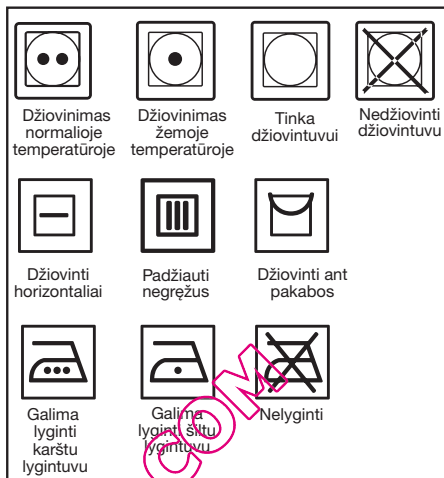 Džiovinimas
normalioje
temperatūroje
Džiovinimas
žemoje
temperatūroje
Tinka
džiovintuvui
Nedžiovinti
džiovintuvu
Džiovinti
horizontaliai
Padžiauti
negręžus
Džiovinti ant
pakabos
Galima
lyginti
karštu
lygintuvu
Galima
lyginti šiltu
lygintuvu
Nelyginti
COM